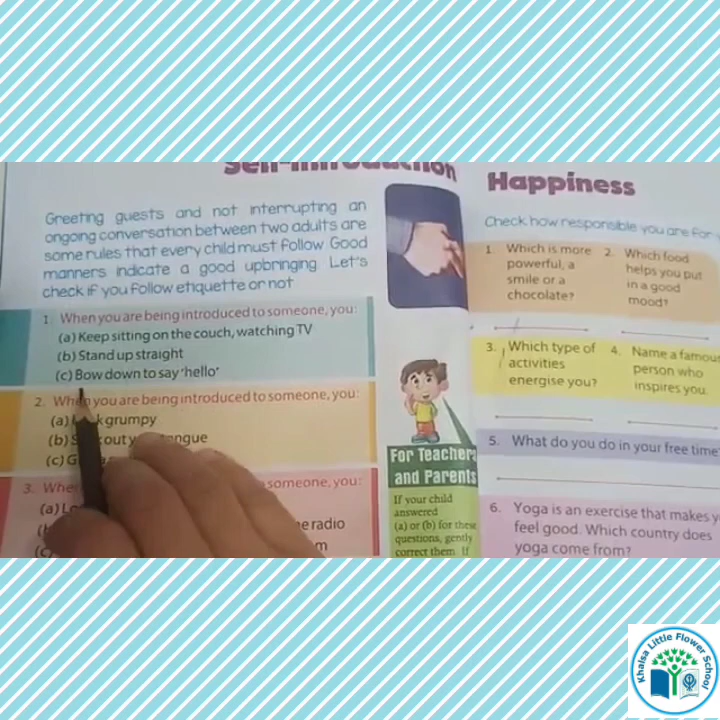 Self-Introduction
Greeting guests and not interrupting an
ongoing conversation between two adults are
some rules that every child must follow Good
manners indicate a good upbringing Let's
check if you follow etiquette or not
1. When you are being introduced to someone, you:
(a) Keep sitting on the couch, watching TV
(b) Stand up straight
(c) Bow down to say 'hello'
2. When you are being introduced to someone, you:
(a) grumpy
(b) out tongue
(c)
3. someone, you:
(a)
radio
(c)
For Teachers
and Parents
If your child
answered
(a) or (b) for these
questions, gently
correct them. If
Happiness
Check how responsible you are for
1. Which is more
powerful, a
smile or a
chocolate?
2. Which food
helps you put
in a good
mood?
3. Which type of
activities
energise you?
4. Name a famous
person who
inspires you.
5. What do you do in your free time
6. Yoga is an exercise that makes
feel good. Which country does
yoga come from?
Khalsa Little Flower School